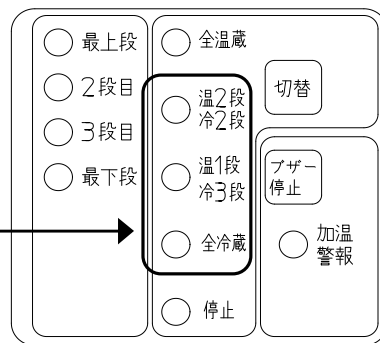 最上段
2段目
3段目
最下段
全温蔵
温2段
冷2段
温1段
冷3段
全冷蔵
停止
切替
ブザー
停止
加温
警報